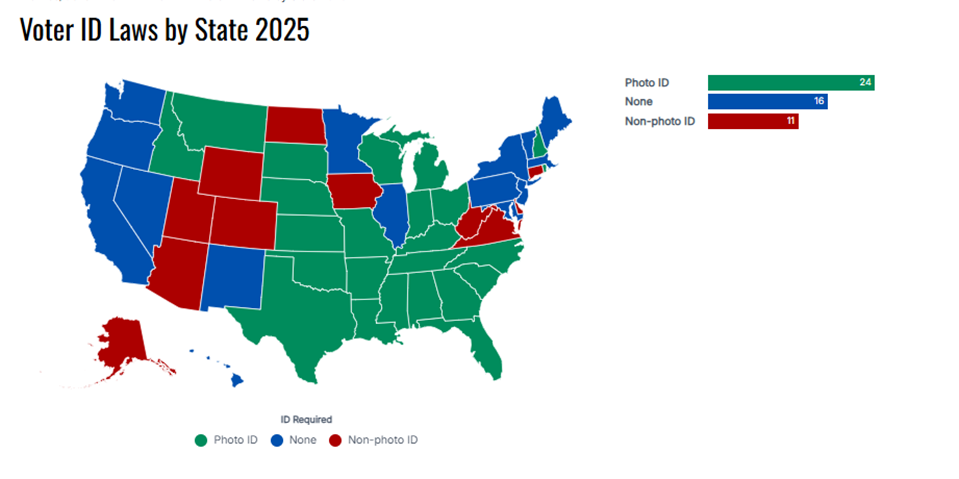 Voter ID Laws by State 2025
Photo ID 24
None 16
Non-photo ID 11
ID Required
Photo ID None Non-photo ID